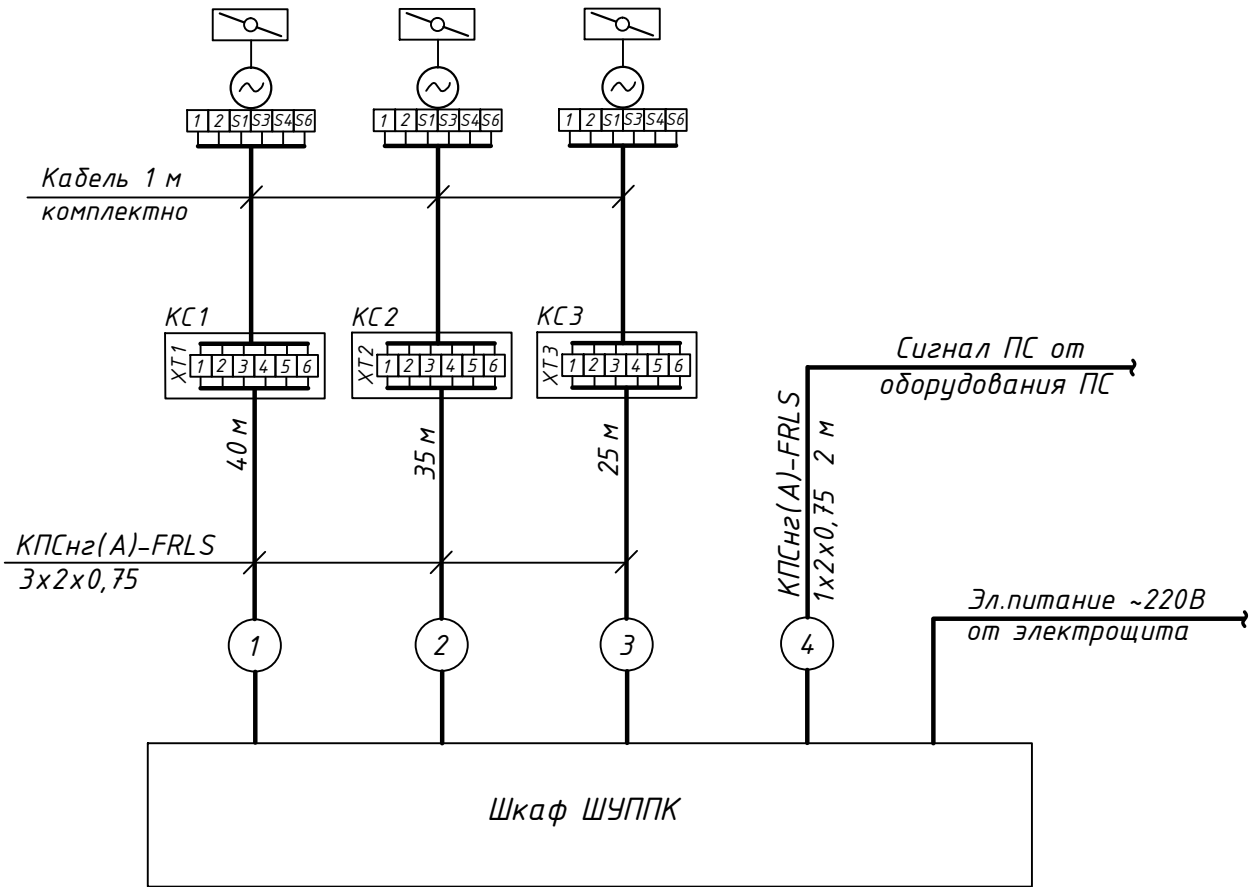 1 2 S1 S3 S4 S6
1 2 S1 S3 S4 S6
1 2 S1 S3 S4 S6
Кабель 1 м
комплектно
КС1
КС2
КС3
XT1
1 2 3 4 5 6
XT2
1 2 3 4 5 6
XT3
1 2 3 4 5 6
Сигнал ПС от
оборудования ПС
40 м
35 м
25 м
КПСнг(А)-FRLS
1х2х0,75 2 м
КПСнг(А)-FRLS
3х2х0,75
Эл.питание ~220В
от электрощита
1
2
3
4
Шкаф ШУППК